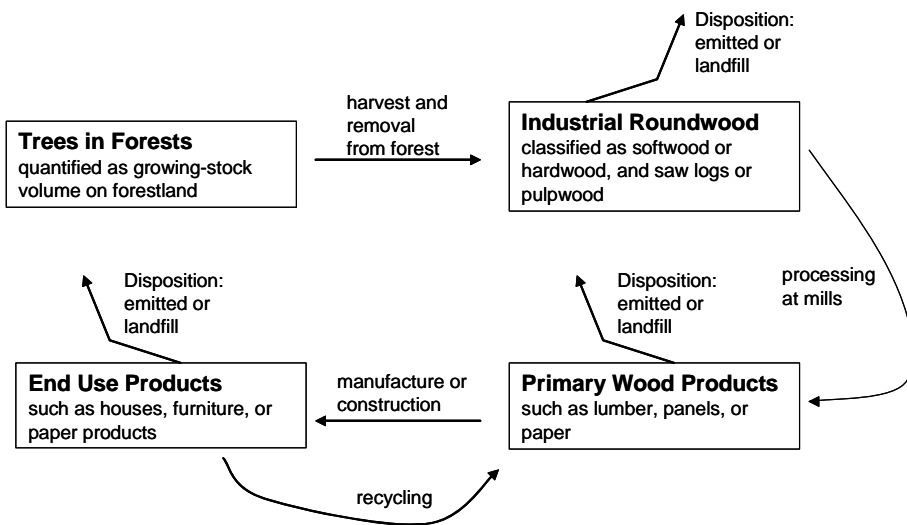 Disposition:
emitted or
landfill
harvest and
removal
from forest
Trees in Forests
quantified as growing-stock
volume on forestland
Industrial Roundwood
classified as softwood or
hardwood, and saw logs or
pulpwood
processing
at mills
Disposition:
emitted or
landfill
Disposition:
emitted or
landfill
End Use Products
such as houses, furniture, or
paper products
manufacture or
construction
Primary Wood Products
such as lumber, panels, or
paper
recycling